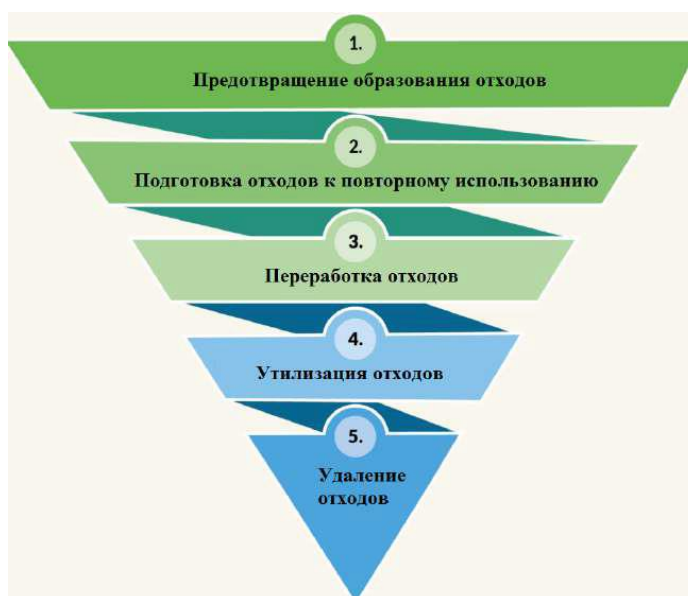 1.
Предотвращение образования отходов
2.
Подготовка отходов к повторному использованию
3.
Переработка отходов
4.
Утилизация отходов
5.
Удаление
отходов